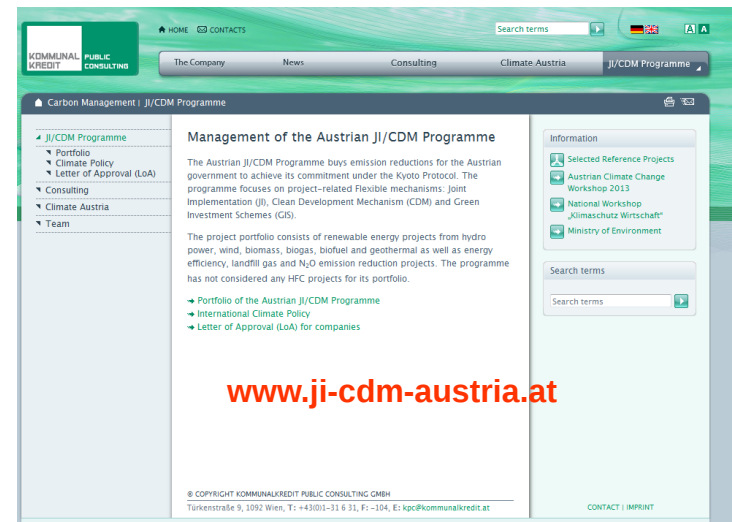 HOME CONTACTS
Search terms
A A
KOMMUNAL KREDIT PUBLIC CONSULTING
The Company News Consulting Climate Austria JI/CDM Programme
Carbon Management | JI/CDM Programme
JI/CDM Programme
Portfolio
Climate Policy
Letter of Approval (LoA)
Consulting
Climate Austria
Team
Management of the Austrian JI/CDM Programme
The Austrian JI/CDM Programme buys emission reductions for the Austrian
government to achieve its commitment under the Kyoto Protocol. The
programme focuses on project-related Flexible mechanisms: Joint
Implementation (JI), Clean Development Mechanism (CDM) and Green
Investment Schemes (GIS).
The project portfolio consists of renewable energy projects from hydro
power, wind, biomass, biogas, biofuel and geothermal as well as energy
efficiency, landfill gas and N₂O emission reduction projects. The programme
has not considered any HFC projects for its portfolio.
Portfolio of the Austrian JI/CDM Programme
International Climate Policy
Letter of Approval (LoA) for companies
www.ji-cdm-austria.at
Information
Selected Reference Projects
Austrian Climate Change
Workshop 2013
National Workshop
„Klimaschutz Wirtschaft“
Ministry of Environment
Search terms
Search terms
© COPYRIGHT KOMMUNALKREDIT PUBLIC CONSULTING GMBH
Türkenstraße 9, 1092 Wien, T: +43(0)1-31 6 31, F: -104, E: kpc@kommunalkredit.at
CONTACT | IMPRINT